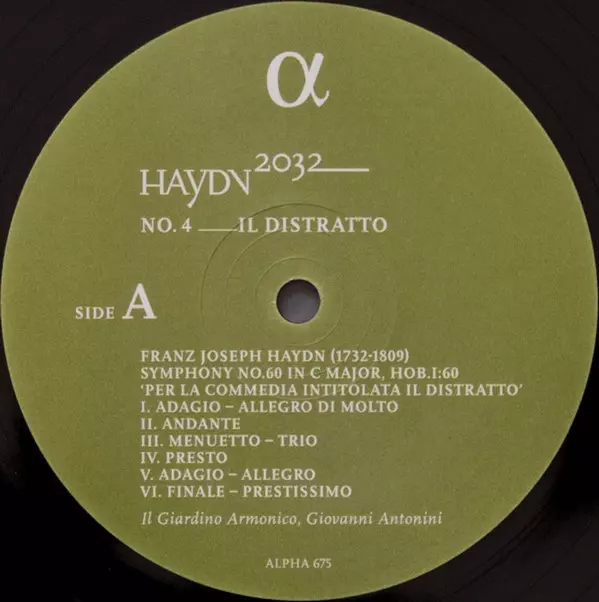 α
HAYDN2032
NO. 4 —— IL DISTRATTO
SIDE A
FRANZ JOSEPH HAYDN (1732-1809)
SYMPHONY NO.60 IN C MAJOR, HOB.I:60
‘PER LA COMMEDIA INTITOLATA IL DISTRATTO’
I. ADAGIO – ALLEGRO DI MOLTO
II. ANDANTE
III. MENUETTO – TRIO
IV. PRESTO
V. ADAGIO – ALLEGRO
VI. FINALE – PRESTISSIMO
Il Giardino Armonico, Giovanni Antonini
ALPHA 675